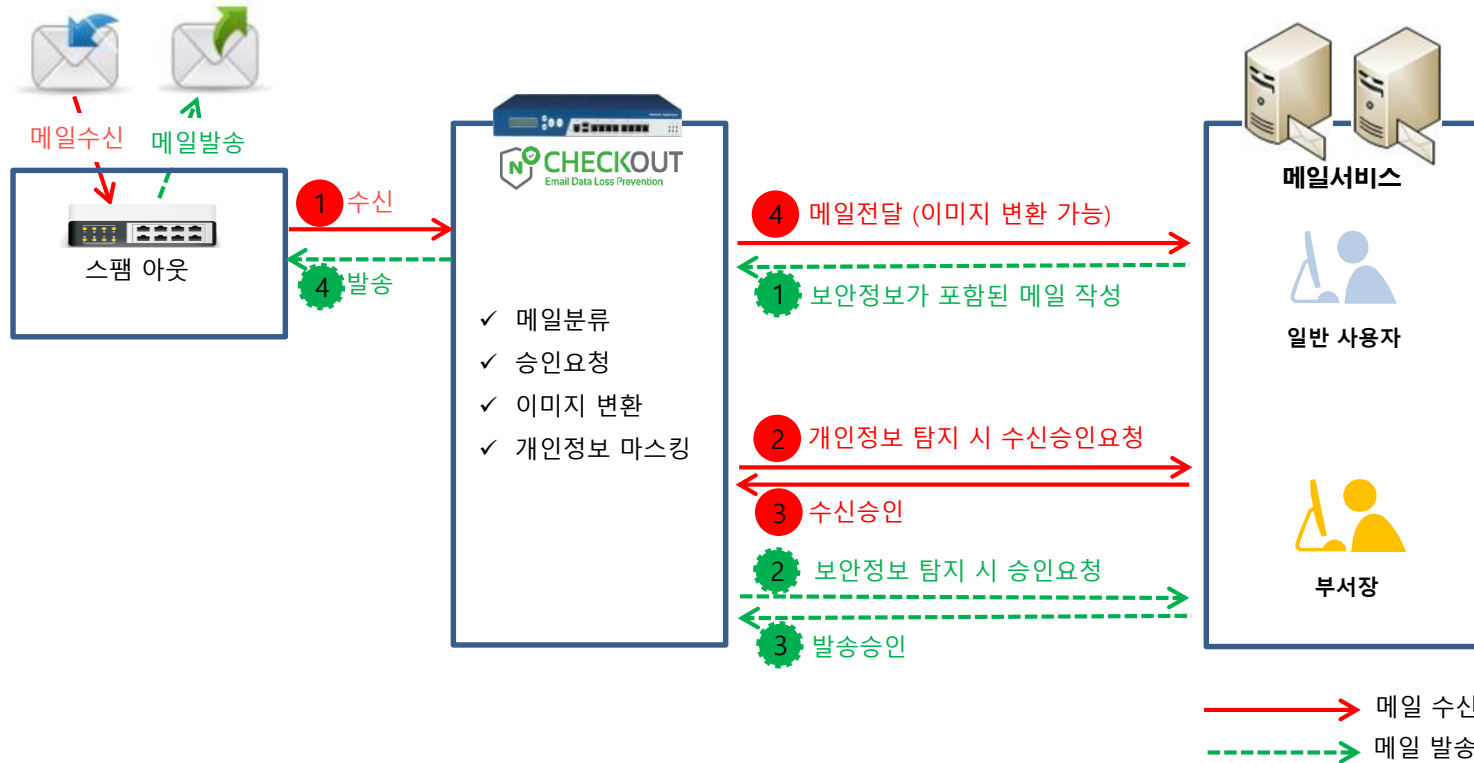 메일수신
메일발송
스팸 아웃
1 수신
4 발송
N CHECKOUT
Email Data Loss Prevention
✓ 메일분류
✓ 승인요청
✓ 이미지 변환
✓ 개인정보 마스킹
4 메일전달 (이미지 변환 가능)
1 보안정보가 포함된 메일 작성
2 개인정보 탐지 시 수신승인요청
3 수신승인
2 보안정보 탐지 시 승인요청
3 발송승인
메일서비스
일반 사용자
부서장
메일 수신
메일 발송